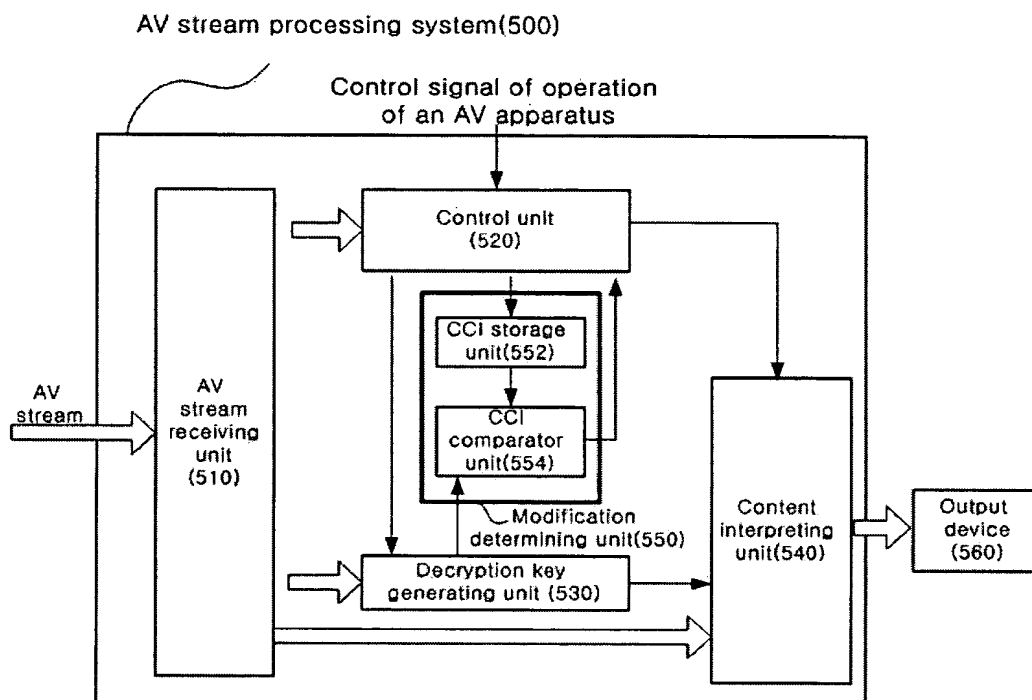 AV stream processing system(500)
Control signal of operation
of an AV apparatus
Control unit
(520)
CCI storage
unit(552)
AV
stream
AV
stream
receiving
unit
(510)
CCI
comparator
unit(554)
Modification
determining unit(550)
Content
interpreting
unit(540)
Output
device
(560)
Decryption key
generating unit (530)